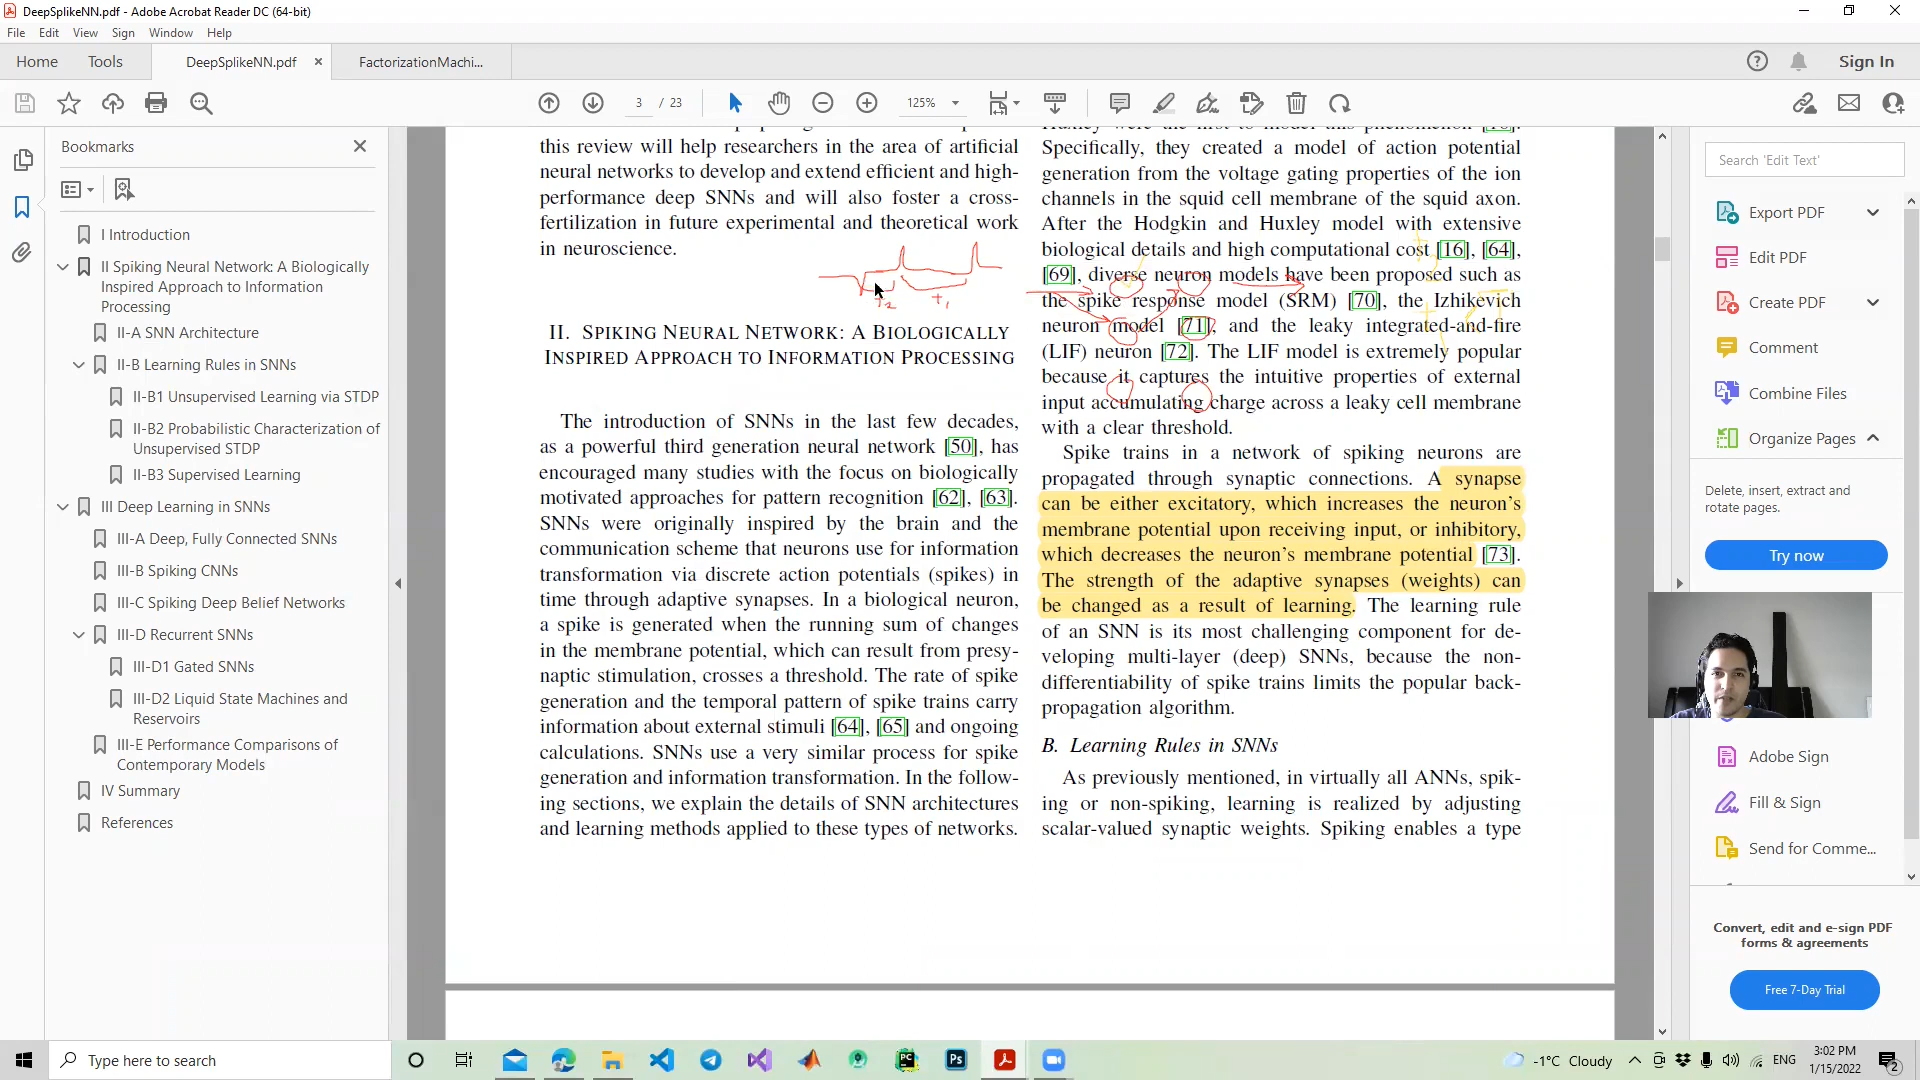 DeepSplikeNN.pdf - Adobe Acrobat Reader DC (64-bit)
File Edit View Sign Window Help
Home Tools DeepSplikeNN.pdf FactorizationMachi... Sign In
3 / 23 125%
Bookmarks
I Introduction
II Spiking Neural Network: A Biologically
Inspired Approach to Information
Processing
II-A SNN Architecture
II-B Learning Rules in SNNs
II-B1 Unsupervised Learning via STDP
II-B2 Probabilistic Characterization of
Unsupervised STDP
II-B3 Supervised Learning
III Deep Learning in SNNs
III-A Deep, Fully Connected SNNs
III-B Spiking CNNs
III-C Spiking Deep Belief Networks
III-D Recurrent SNNs
III-D1 Gated SNNs
III-D2 Liquid State Machines and
Reservoirs
III-E Performance Comparisons of
Contemporary Models
IV Summary
References
this review will help researchers in the area of artificial
neural networks to develop and extend efficient and high-
performance deep SNNs and will also foster a cross-
fertilization in future experimental and theoretical work
in neuroscience.
t2 t1
II. SPIKING NEURAL NETWORK: A BIOLOGICALLY
INSPIRED APPROACH TO INFORMATION PROCESSING
The introduction of SNNs in the last few decades,
as a powerful third generation neural network [50], has
encouraged many studies with the focus on biologically
motivated approaches for pattern recognition [62], [63].
SNNs were originally inspired by the brain and the
communication scheme that neurons use for information
transformation via discrete action potentials (spikes) in
time through adaptive synapses. In a biological neuron,
a spike is generated when the running sum of changes
in the membrane potential, which can result from presy-
naptic stimulation, crosses a threshold. The rate of spike
generation and the temporal pattern of spike trains carry
information about external stimuli [64], [65] and ongoing
calculations. SNNs use a very similar process for spike
generation and information transformation. In the follow-
ing sections, we explain the details of SNN architectures
and learning methods applied to these types of networks.
Huxley were the first to model this phenomenon
Specifically, they created a model of action potential
generation from the voltage gating properties of the ion
channels in the squid cell membrane of the squid axon.
After the Hodgkin and Huxley model with extensive
biological details and high computational cost [16], [64],
[69], diverse neuron models have been proposed such as
the spike response model (SRM) [70], the Izhikevich
neuron model [71], and the leaky integrated-and-fire
(LIF) neuron [72]. The LIF model is extremely popular
because it captures the intuitive properties of external
input accumulating charge across a leaky cell membrane
with a clear threshold.
Spike trains in a network of spiking neurons are
propagated through synaptic connections. A synapse
can be either excitatory, which increases the neuron's
membrane potential upon receiving input, or inhibitory,
which decreases the neuron's membrane potential [73].
The strength of the adaptive synapses (weights) can
be changed as a result of learning. The learning rule
of an SNN is its most challenging component for de-
veloping multi-layer (deep) SNNs, because the non-
differentiability of spike trains limits the popular back-
propagation algorithm.
B. Learning Rules in SNNs
As previously mentioned, in virtually all ANNs, spik-
ing or non-spiking, learning is realized by adjusting
scalar-valued synaptic weights. Spiking enables a type
Search 'Edit Text'
Export PDF
Edit PDF
Create PDF
Comment
Combine Files
Organize Pages
Delete, insert, extract and
rotate pages.
Try now
Adobe Sign
Fill & Sign
Send for Comme...
Convert, edit and e-sign PDF
forms & agreements
Free 7-Day Trial
Type here to search
PC
Ps
-1°C Cloudy
ENG
3:02 PM
1/15/2022
2